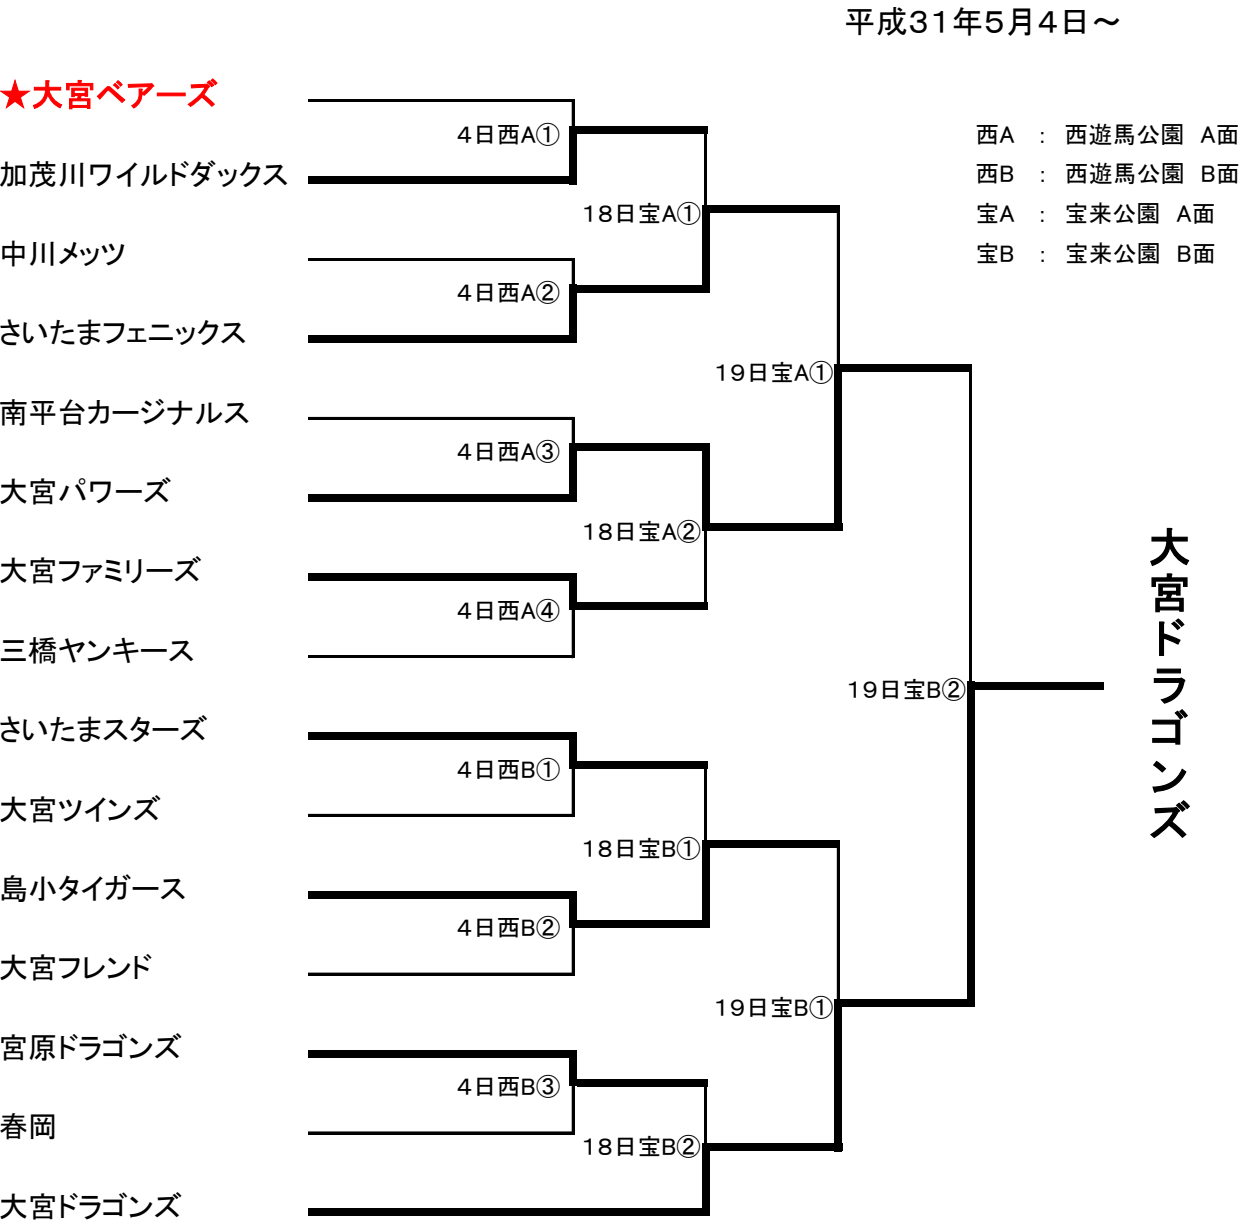 平成31年5月4日～
★大宮ベアーズ
4日西A①
西A : 西遊馬公園 A面
加茂川ワイルドダックス
西B : 西遊馬公園 B面
18日宝A①
宝A : 宝来公園 A面
中川メッツ
宝B : 宝来公園 B面
4日西A②
さいたまフェニックス
19日宝A①
南平台カージナルス
4日西A③
大宮パワーズ
18日宝A②
大宮ファミリーズ
4日西A④
三橋ヤンキース
19日宝B②
大宮ドラゴンズ
さいたまスターズ
4日西B①
大宮ツインズ
18日宝B①
島小タイガース
4日西B②
大宮フレンド
19日宝B①
宮原ドラゴンズ
4日西B③
春岡
18日宝B②
大宮ドラゴンズ